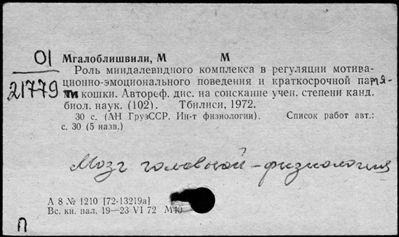 01
21779
Мгалоблишвили, М М
Роль миндалевидного комплекса в регуляции мотива-
ционно-эмоционального поведения и краткосрочной памя-
ти кошки. Автореф. дис. на соискание учен. степени канд.
биол. наук. (102). Тбилиси, 1972.
30 с. (АН ГрузССР. Ин-т физиологии). Список работ авт.:
с. 30 (5 назв.)
Мозг головной-физиология
А 8 № 1210 [72-13219а]
Вс. кн. пал. 19—23 VI 72 М40
П